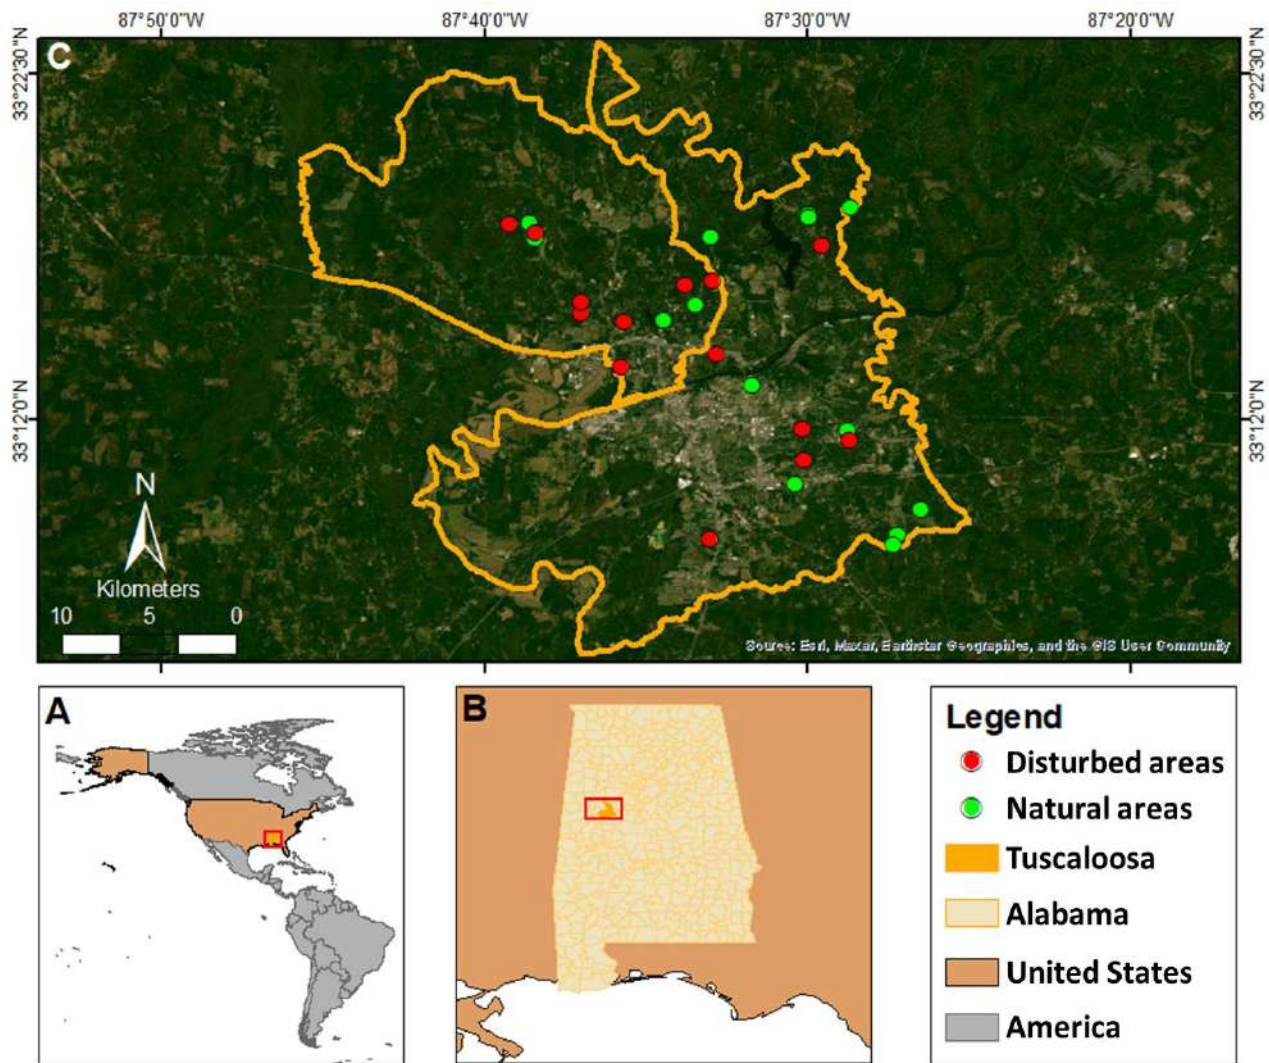 87°50'0"W 87°40'0"W 87°30'0"W 87°20'0"W
C
33°22'30"N 33°22'30"N
33°12'0"N 33°12'0"N
N
Kilometers
10 5 0
Source: Esri, Maxar, Earthstar Geographics, and the GIS User Community
A
B
Legend
Disturbed areas
Natural areas
Tuscaloosa
Alabama
United States
America